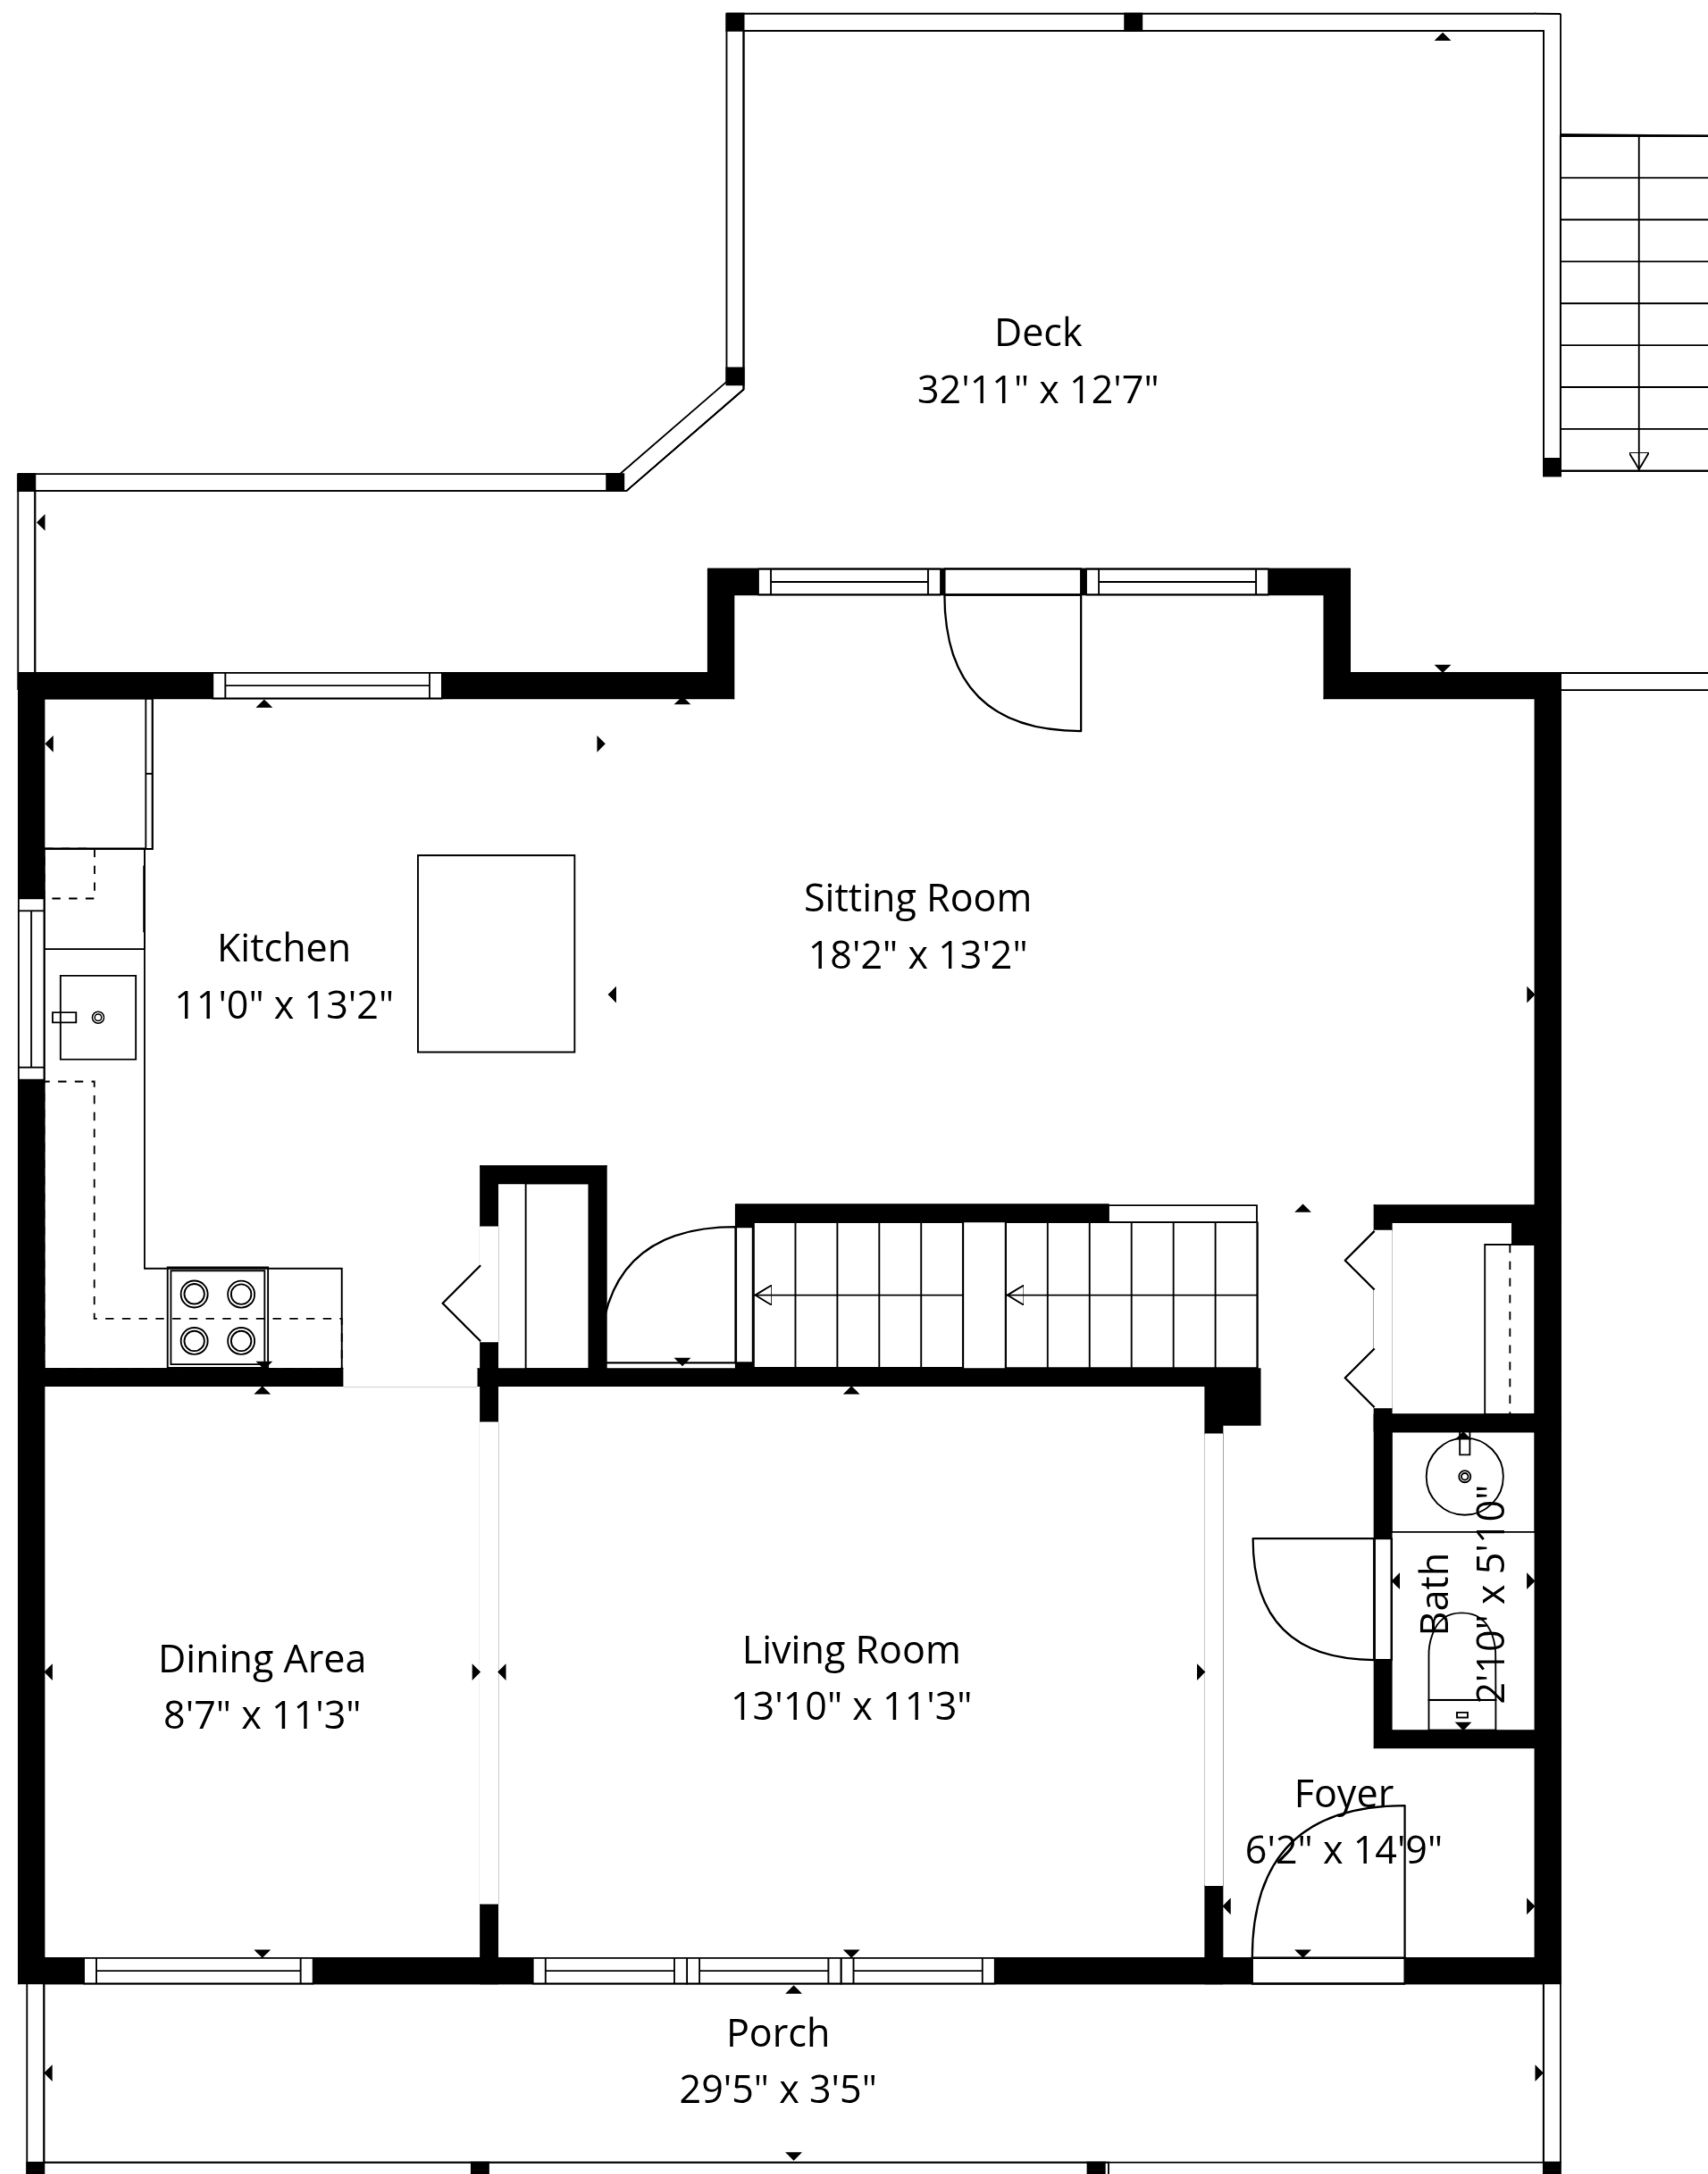 Deck
32'11" x 12'7"
Sitting Room
18'2" x 13'2"
Kitchen
11'0" x 13'2"
Bath
2'10" x 5'10"
Living Room
13'10" x 11'3"
Dining Area
8'7" x 11'3"
Foyer
6'2" x 14'9"
Porch
29'5" x 3'5"